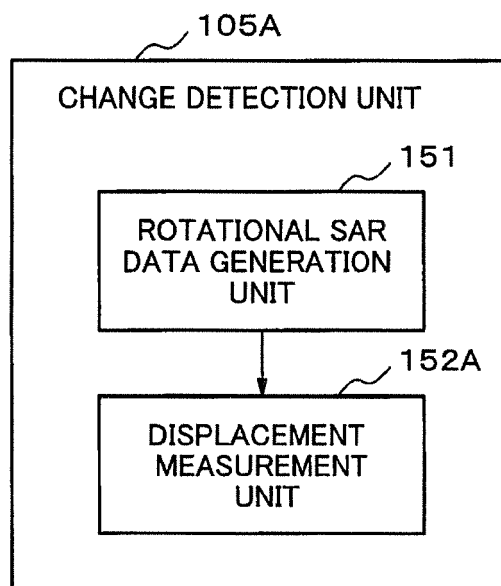 105A
CHANGE DETECTION UNIT
151
ROTATIONAL SAR
DATA GENERATION
UNIT
152A
DISPLACEMENT
MEASUREMENT
UNIT